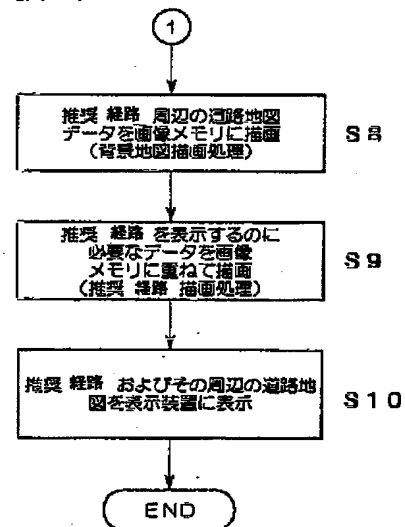 1
推奨 経路 周辺の道路地図
データを画像メモリに描画
(背景地図描画処理)
S8
推奨 経路 を表示するのに
必要なデータを画像
メモリに重ねて描画
(推奨 経路 描画処理)
S9
推奨 経路 およびその周辺の道路地
図を表示装置に表示
S10
END